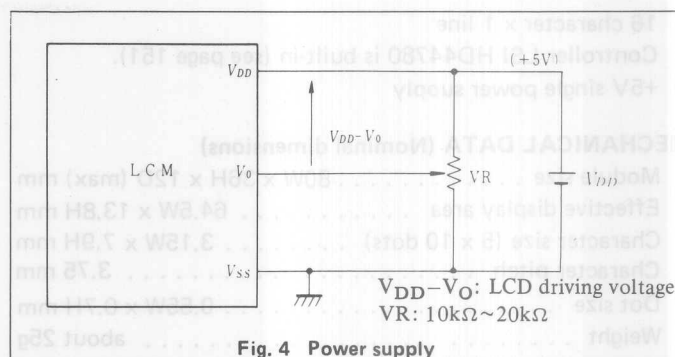 16 character x 1 line
Controller LSI HD44780 is built-in (see page 151).
+5V single power supply
(+5V)
VDD
VDD-V0
LCM
V0
VR
VDD
VSS
MECHANICAL DATA (Nominal dimensions)
Module size . . . . . . . . . . 80W x 36H x 12D (max) mm
Effective display area . . . . . . . . . . 64,5W x 13,8H mm
Character size (5 x 10 dots) . . . . . . . . 3,15W x 7,9H mm
Character pitch . . . . . . . . . . 3.75 mm
Dot size . . . . . . . . . . 0,55W x 0,7H mm
Weight . . . . . . . . . . about 25g
VDD–VO: LCD driving voltage
VR: 10kΩ~20kΩ
Fig. 4 Power supply